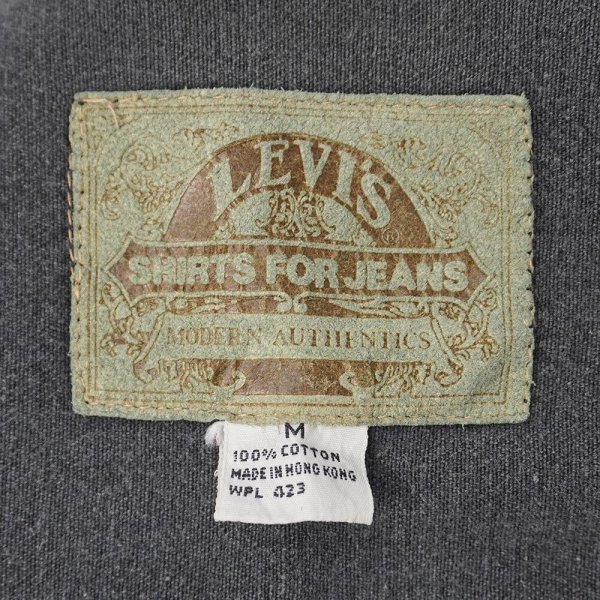 LEVI'S®
SHIRTS FOR JEANS
MODERN AUTHENTICS
M
100% COTTON
MADE IN HONG KONG
WPL 423